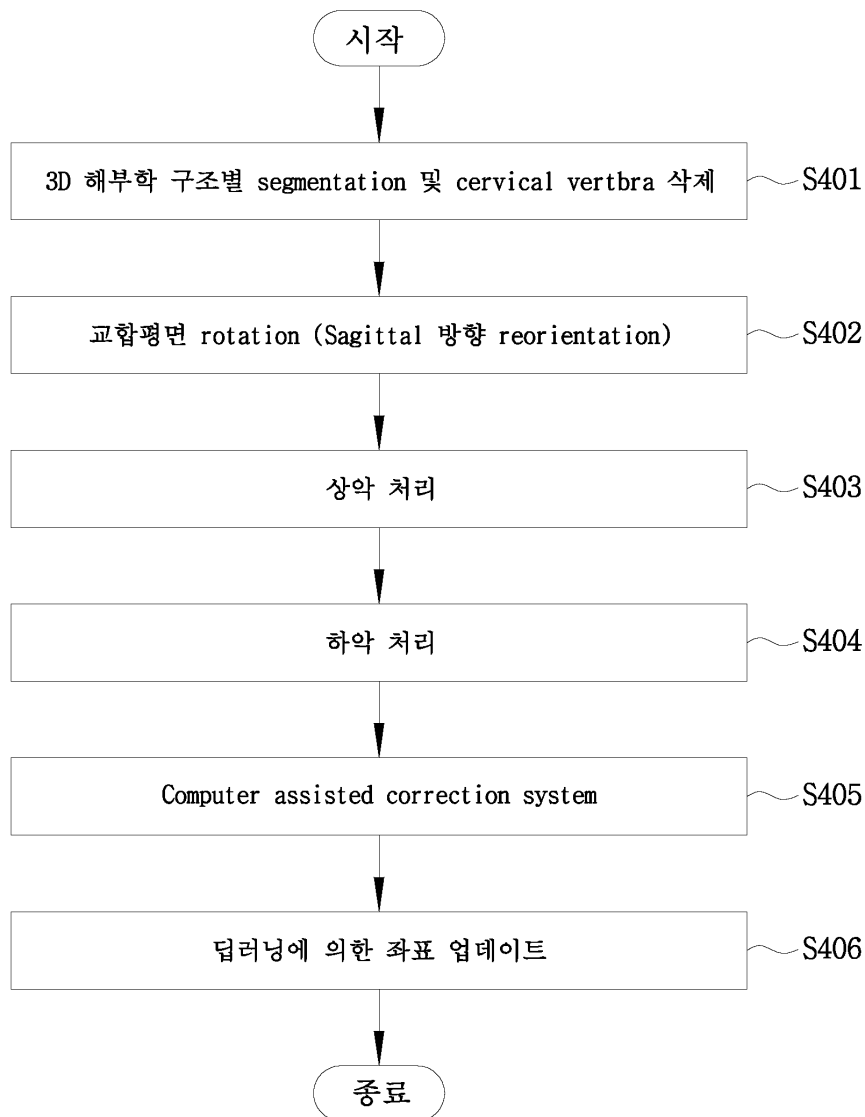 시작
3D 해부학 구조별 segmentation 및 cervical vertbra 삭제
S401
교합평면 rotation (Sagittal 방향 reorientation)
S402
상악 처리
S403
하악 처리
S404
Computer assisted correction system
S405
딥러닝에 의한 좌표 업데이트
S406
종료